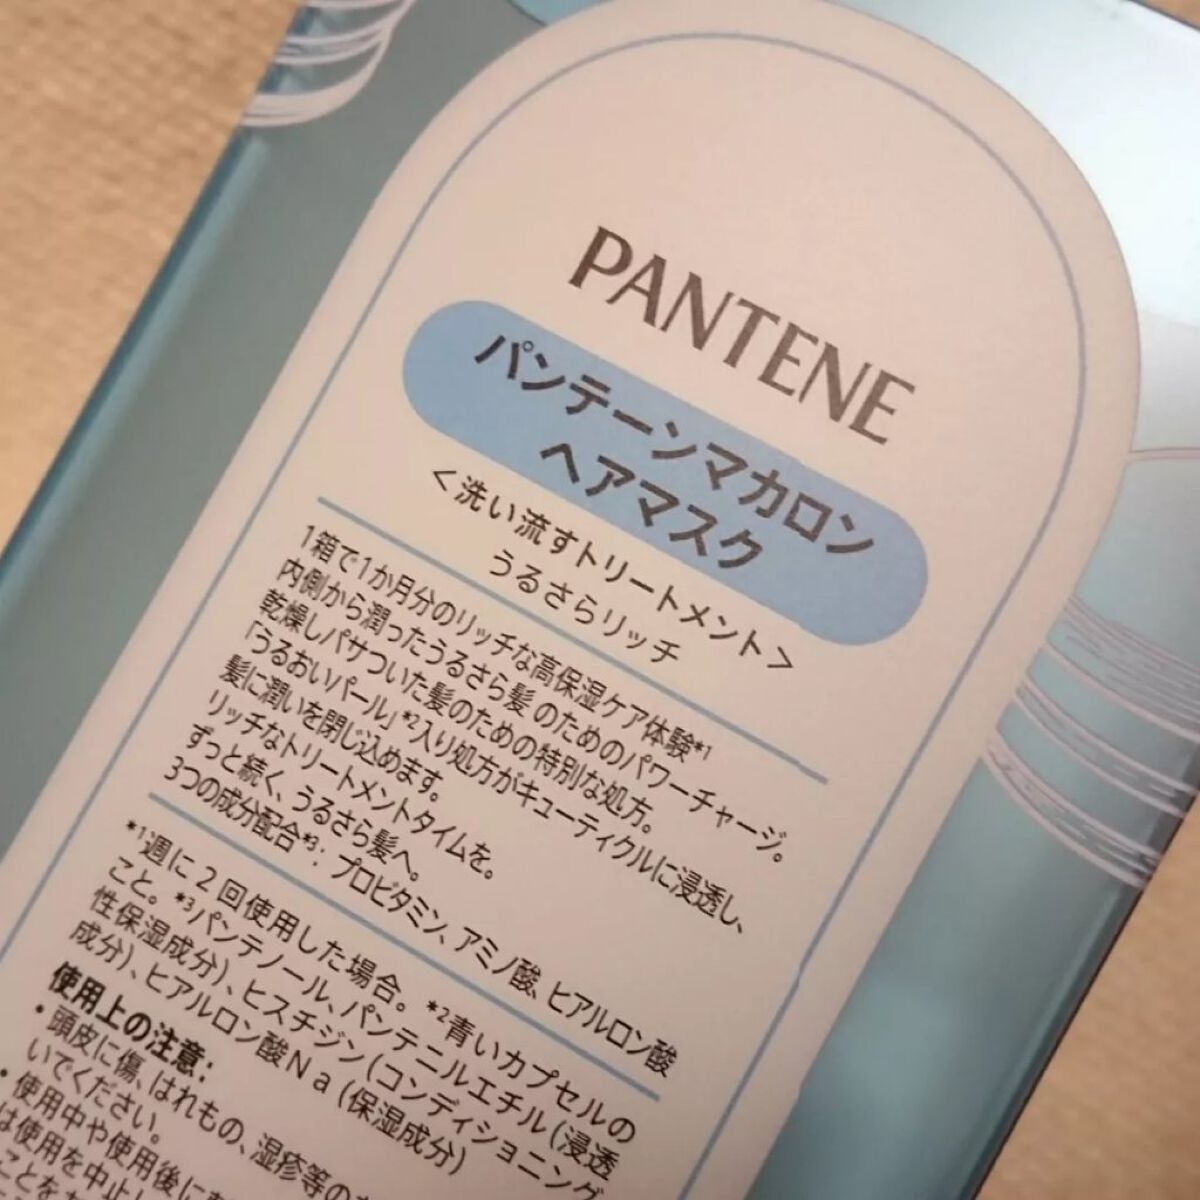 PANTENE
パンテーンマカロン
ヘアマスク
＜洗い流すトリートメント＞
うるさらリッチ
1箱で1か月分のリッチな高保湿ケア体験*1
内側から潤ったうるさら髪 のためのパワーチャージ。
乾燥しパサついた髪のための特別な処方。
「うるおいパール」*2入り処方がキューティクルに浸透し、
髪に潤いを閉じ込めます。
リッチなトリートメントタイムを。
ずっと続く、うるさら髪へ。
3つの成分配合*3：プロビタミン、アミノ酸、ヒアルロン酸
*1週に２回使用した場合。*2青いカプセルの
こと。*3パンテノール、パンテニルエチル（浸透
性保湿成分）、ヒスチジン（コンディショニング
成分）、ヒアルロン酸Ｎａ（保湿成分）
使用上の注意：
・頭皮に傷、はれもの、湿疹等の
いでください。
・使用中や使用後に
は使用を中止し